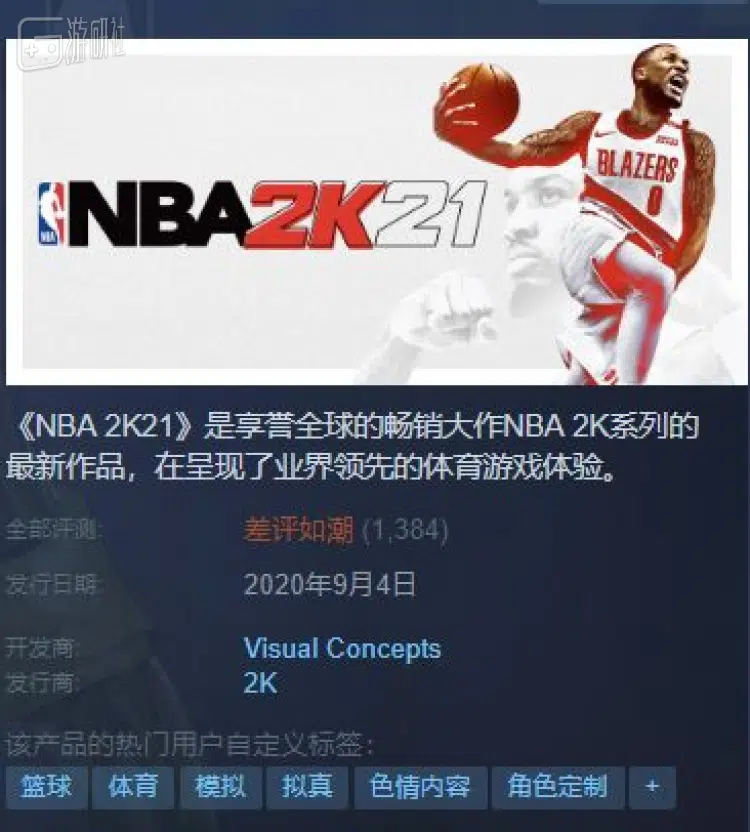 游研社
NBA 2K21
NBA
BLAZERS
0
《NBA 2K21》是享誉全球的畅销大作NBA 2K系列的
最新作品，在呈现了业界领先的体育游戏体验。
全部评测: 差评如潮 (1,384)
发行日期: 2020年9月4日
开发商: Visual Concepts
发行商: 2K
该产品的热门用户自定义标签:
篮球 体育 模拟 拟真 色情内容 角色定制 +